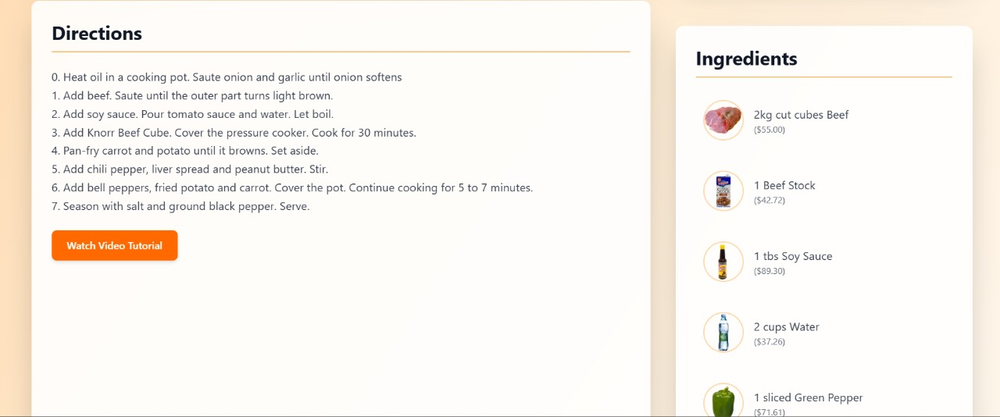 Directions
0. Heat oil in a cooking pot. Saute onion and garlic until onion softens
1. Add beef. Saute until the outer part turns light brown.
2. Add soy sauce. Pour tomato sauce and water. Let boil.
3. Add Knorr Beef Cube. Cover the pressure cooker. Cook for 30 minutes.
4. Pan-fry carrot and potato until it browns. Set aside.
5. Add chili pepper, liver spread and peanut butter. Stir.
6. Add bell peppers, fried potato and carrot. Cover the pot. Continue cooking for 5 to 7 minutes.
7. Season with salt and ground black pepper. Serve.
Watch Video Tutorial
Ingredients
2kg cut cubes Beef
($55.00)
1 Beef Stock
($42.72)
1 tbs Soy Sauce
($89.30)
2 cups Water
($37.26)
1 sliced Green Pepper
($71.61)